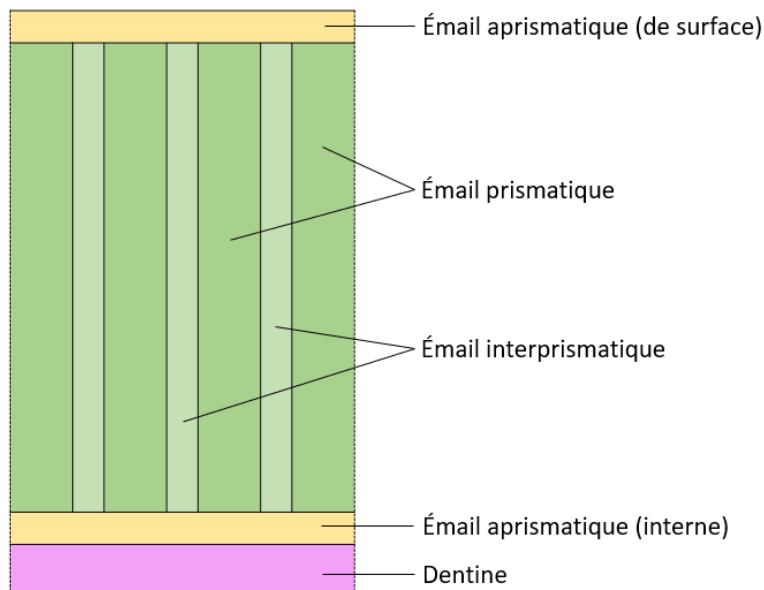 Émail aprismatique (de surface)
Émail prismatique
Émail interprismatique
Émail aprismatique (interne)
Dentine